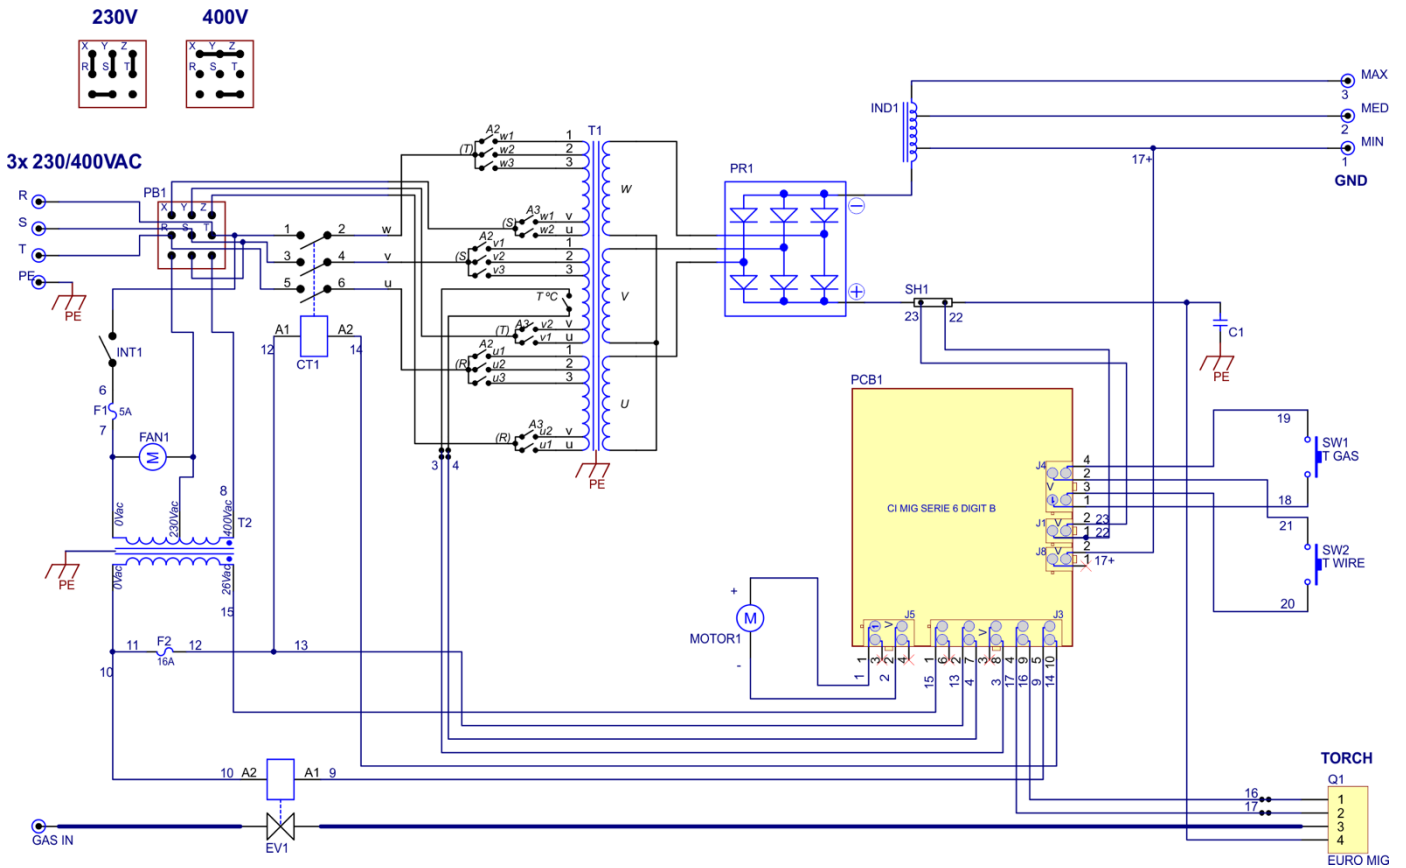 230V 400V
X Y Z X Y Z
R S T R S T
3x 230/400VAC
R
S
T
PE
PE
PB1
X Y Z
R S T
1 2 w
3 4 v
5 6 u
A1 A2
12 14
CT1
INT1
6
F1 5A
7
FAN1
M
8
0Vac 230Vac 400Vac
T2
PE
0Vac 26Vac
15
11 F2 12 13
16A
10
10 A2 A1 9
GAS IN
EV1
T1
A2 w1 1
(T) w2 2
w3 3
W
A3 w1 v
(S) w2 u
A2 v1 1
(S v2 2
v3 3
T ºC
V
A3 v2 v
(T) v1 u
A2 u1 1
(R u2 2
u3 3
U
A3 u2 v
(R) u1 u
3 4
PE
PR1
-
+
IND1
MAX
3
MED
2
MIN
1
17+
GND
SH1
23 22
C1
PE
PCB1
CI MIG SERIE 6 DIGIT B
J4 4
2
V 3
1 1
J1 V 2 23
1 22
J8 V 2
1 17+
19
SW1
T GAS
18
21
SW2
T WIRE
20
+
M
MOTOR1
-
J5 J3
1 V V
1 3 2 4 1 6 2 7 3 8 4 9 5 10
1 2 15 13 4 3 17 16 9 14
TORCH
Q1
16 1
17 2
3
4
EURO MIG